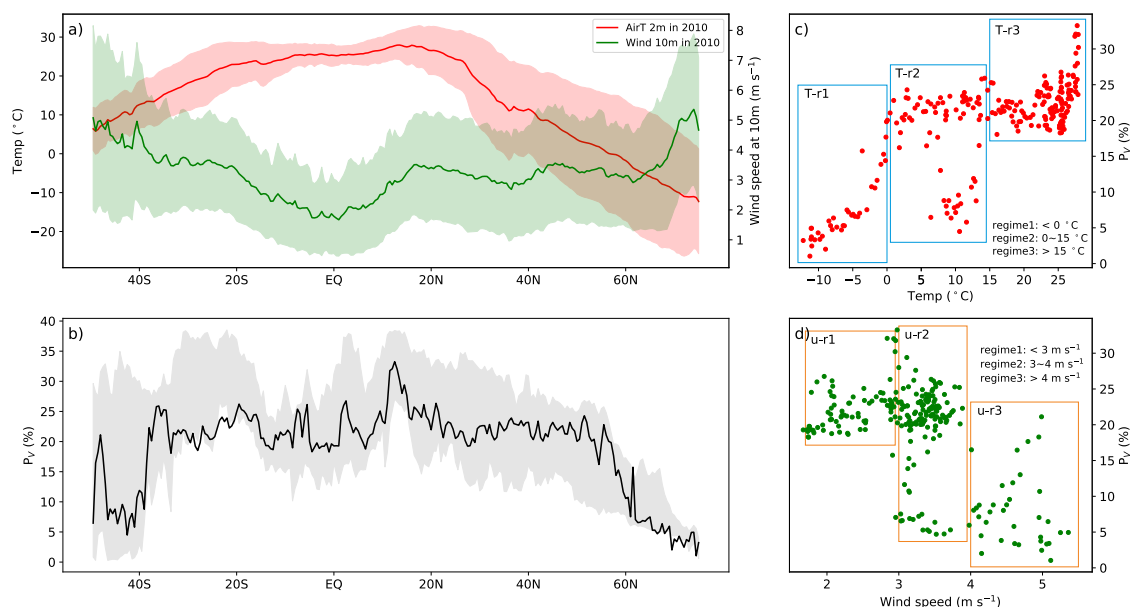 a)
AirT 2m in 2010
Wind 10m in 2010
30
20
10
0
−10
−20
Temp (°C)
8
7
6
5
4
3
2
1
Wind speed at 10m (m s⁻¹)
40S
20S
EQ
20N
40N
60N
c)
T-r1
T-r2
T-r3
regime1: < 0 °C
regime2: 0~15 °C
regime3: > 15 °C
30
25
20
15
10
5
0
P_V (%)
−10
−5
0
5
10
15
20
25
Temp (°C)
b)
40
35
30
25
20
15
10
5
0
P_V (%)
40S
20S
EQ
20N
40N
60N
d)
u-r1
u-r2
u-r3
regime1: < 3 m s⁻¹
regime2: 3~4 m s⁻¹
regime3: > 4 m s⁻¹
30
25
20
15
10
5
0
P_V (%)
2
3
4
5
Wind speed (m s⁻¹)